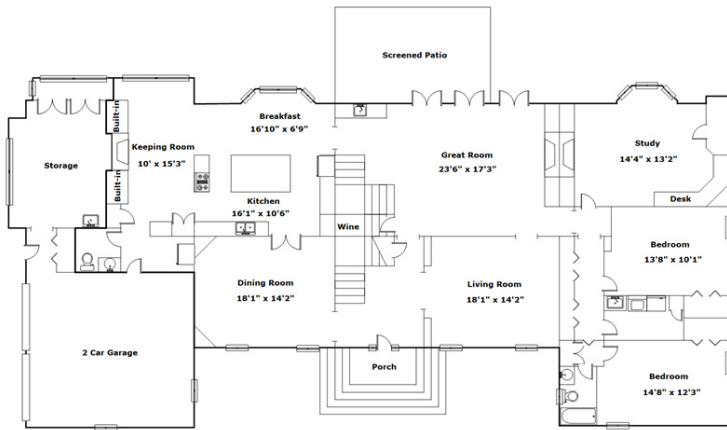 Screened Patio
Built-in
Breakfast
16'10" x 6'9"
Keeping Room
10' x 15'3"
Storage
Great Room
23'6" x 17'3"
Study
14'4" x 13'2"
Built-in
Kitchen
16'1" x 10'6"
Desk
Wine
Bedroom
13'8" x 10'1"
Dining Room
18'1" x 14'2"
Living Room
18'1" x 14'2"
2 Car Garage
Porch
Bedroom
14'8" x 12'3"